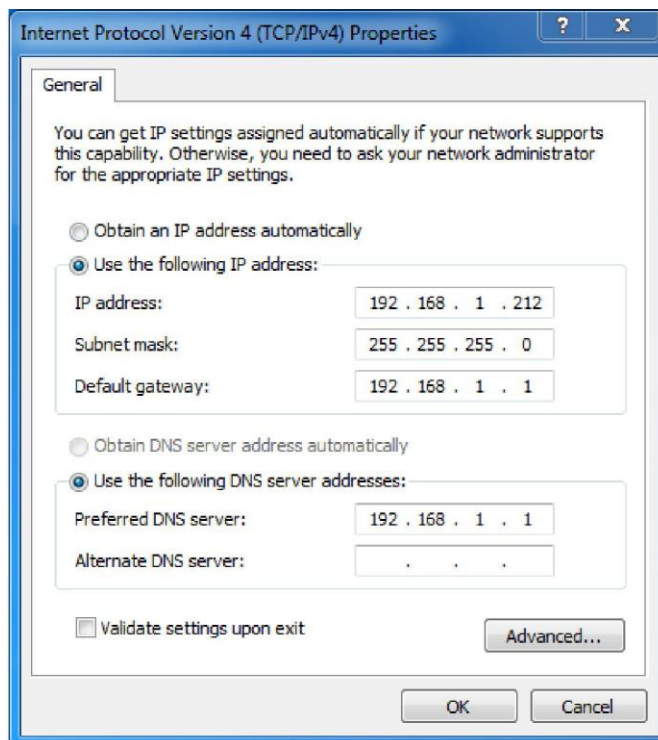 Internet Protocol Version 4 (TCP/IPv4) Properties
General
You can get IP settings assigned automatically if your network supports
this capability. Otherwise, you need to ask your network administrator
for the appropriate IP settings.
Obtain an IP address automatically
Use the following IP address:
IP address: 192 . 168 . 1 . 212
Subnet mask: 255 . 255 . 255 . 0
Default gateway: 192 . 168 . 1 . 1
Obtain DNS server address automatically
Use the following DNS server addresses:
Preferred DNS server: 192 . 168 . 1 . 1
Alternate DNS server: . . .
Validate settings upon exit
Advanced...
OK Cancel